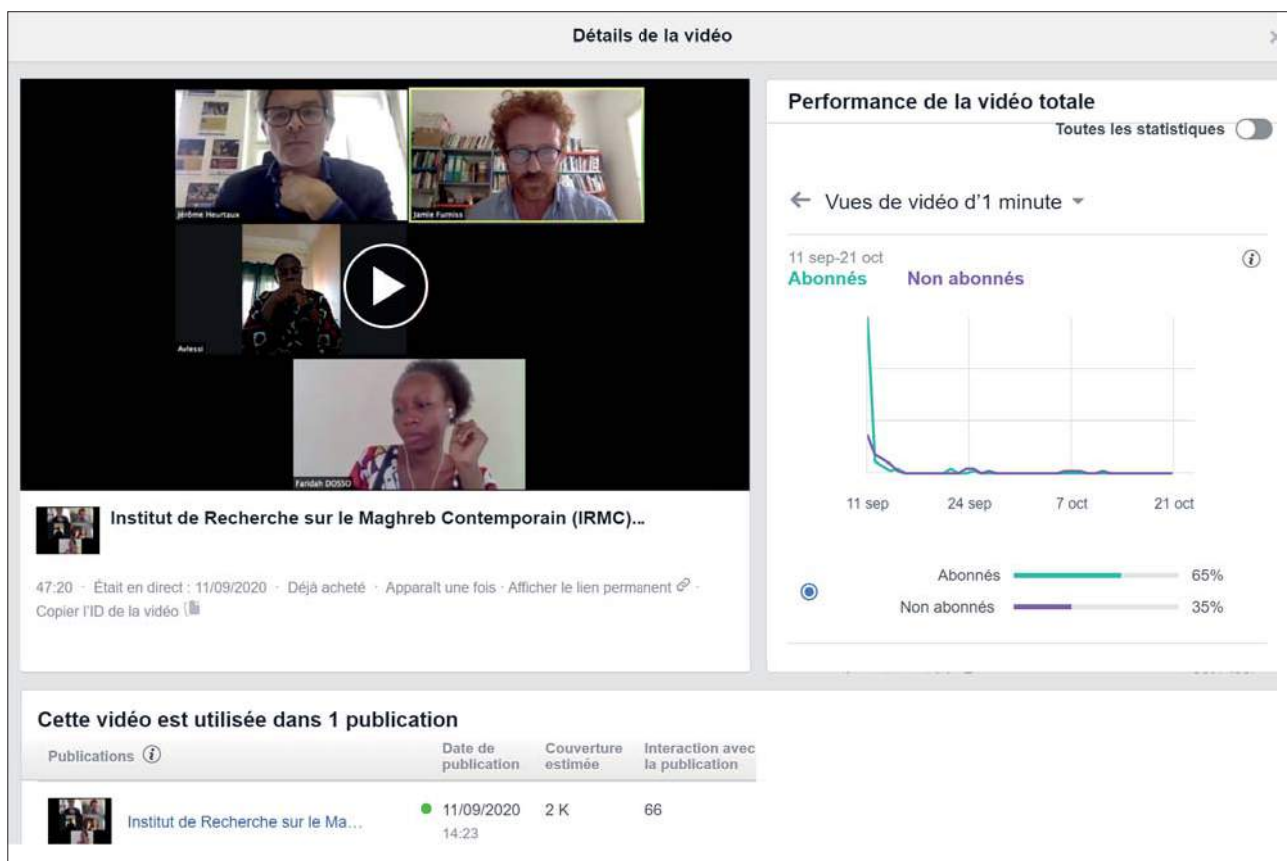 Détails de la vidéo
Jérôme Heurtaux
Jamie Furniss
Avlessi
Faridah DOSSO
Institut de Recherche sur le Maghreb Contemporain (IRMC)...
47:20 · Était en direct : 11/09/2020 · Déjà acheté · Apparaît une fois · Afficher le lien permanent ·
Copier l'ID de la vidéo
Performance de la vidéo totale
Toutes les statistiques
Vues de vidéo d'1 minute
11 sep-21 oct
Abonnés Non abonnés
11 sep 24 sep 7 oct 21 oct
Abonnés 65%
Non abonnés 35%
Cette vidéo est utilisée dans 1 publication
Publications Date de publication Couverture estimée Interaction avec la publication
Institut de Recherche sur le Ma... 11/09/2020 2 K 66
14:23